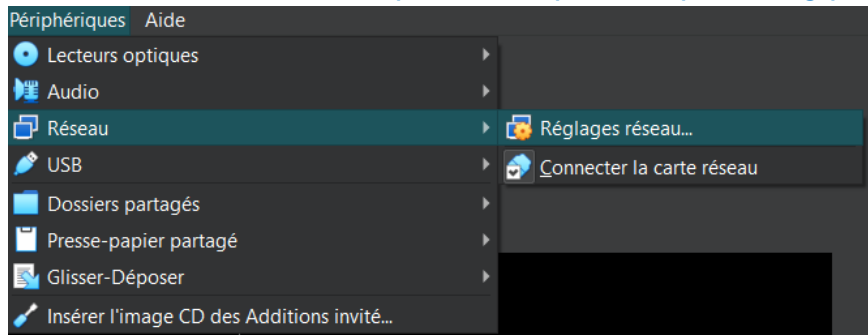 Périphériques Aide
Lecteurs optiques
Audio
Réseau
Réglages réseau...
USB
Connecter la carte réseau
Dossiers partagés
Presse-papier partagé
Glisser-Déposer
Insérer l'image CD des Additions invité...